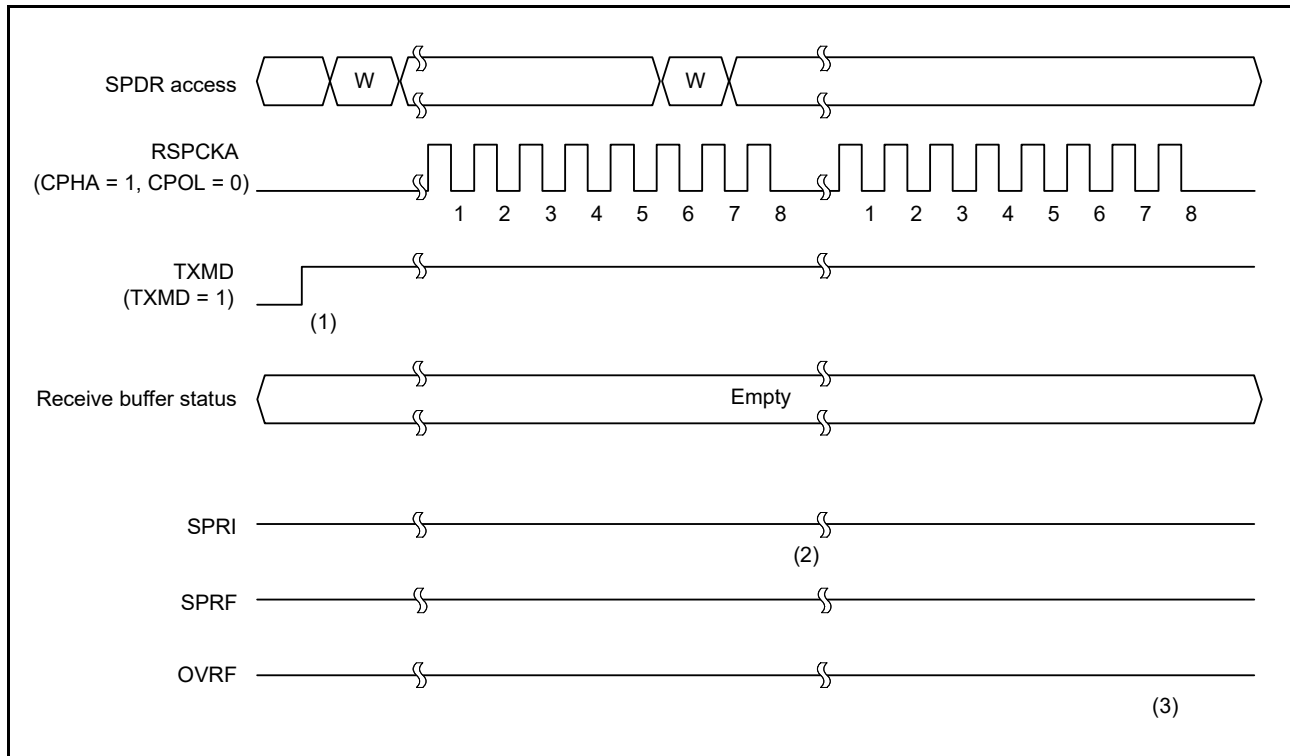 SPDR access
W
W
RSPCKA
(CPHA = 1, CPOL = 0)
1 2 3 4 5 6 7 8 1 2 3 4 5 6 7 8
TXMD
(TXMD = 1)
(1)
Receive buffer status
Empty
SPRI
(2)
SPRF
OVRF
(3)